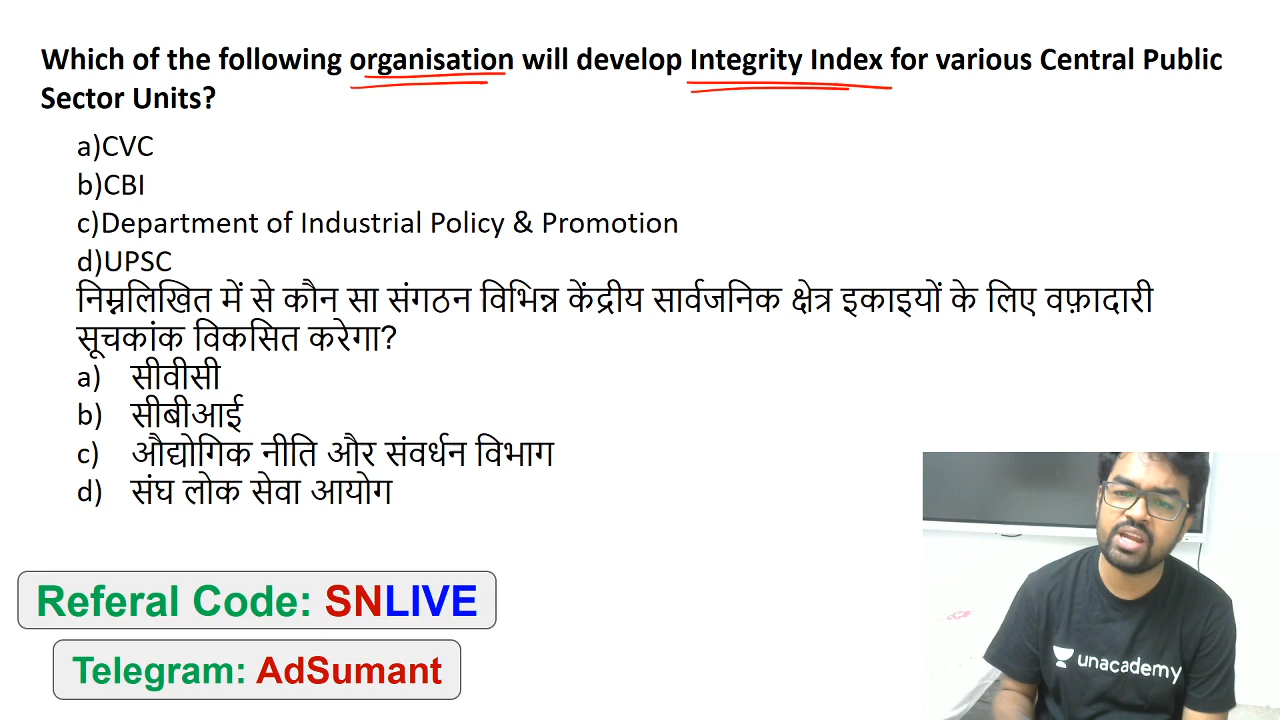 Which of the following organisation will develop Integrity Index for various Central Public
Sector Units?
a)CVC
b)CBI
c)Department of Industrial Policy & Promotion
d)UPSC
निम्नलिखित में से कौन सा संगठन विभिन्न केंद्रीय सार्वजनिक क्षेत्र इकाइयों के लिए वफ़ादारी
सूचकांक विकसित करेगा?
a) सीवीसी
b) सीबीआई
c) औद्योगिक नीति और संवर्धन विभाग
d) संघ लोक सेवा आयोग
Referal Code: SNLIVE
Telegram: AdSumant
unacademy